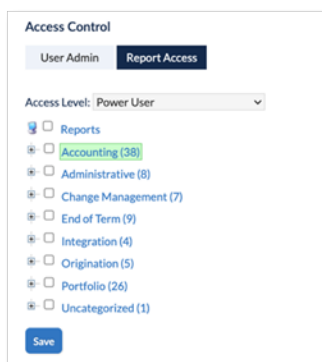 Access Control
User Admin Report Access
Access Level: Power User
Reports
Accounting (38)
Administrative (8)
Change Management (7)
End of Term (9)
Integration (4)
Origination (5)
Portfolio (26)
Uncategorized (1)
Save